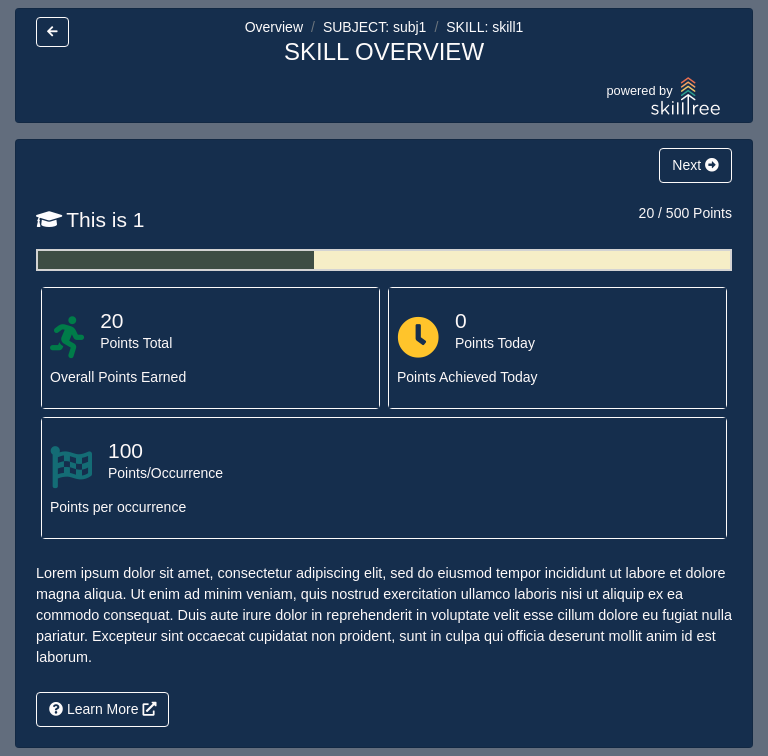 Overview / SUBJECT: subj1 / SKILL: skill1
SKILL OVERVIEW
powered by
skilltree
Next
This is 1
20 / 500 Points
20
Points Total
Overall Points Earned
0
Points Today
Points Achieved Today
100
Points/Occurrence
Points per occurrence
Lorem ipsum dolor sit amet, consectetur adipiscing elit, sed do eiusmod tempor incididunt ut labore et dolore
magna aliqua. Ut enim ad minim veniam, quis nostrud exercitation ullamco laboris nisi ut aliquip ex ea
commodo consequat. Duis aute irure dolor in reprehenderit in voluptate velit esse cillum dolore eu fugiat nulla
pariatur. Excepteur sint occaecat cupidatat non proident, sunt in culpa qui officia deserunt mollit anim id est
laborum.
Learn More